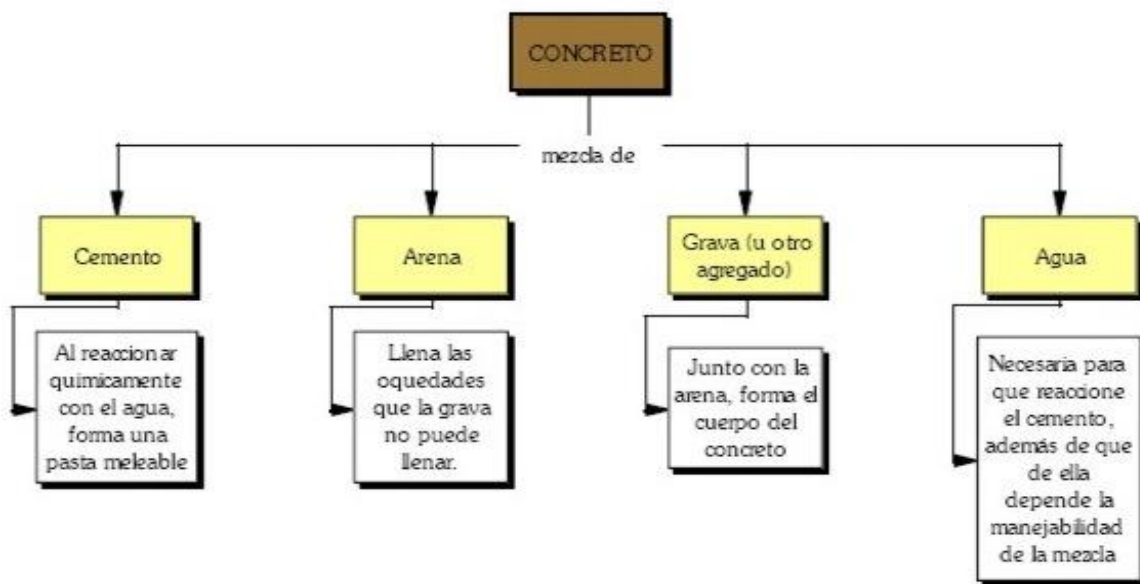 CONCRETO
mezcla de
Cemento
Arena
Grava (u otro
agregado)
Agua
Al reaccionar
quimicamente
con el agua,
forma una
pasta meleable
Llena las
oquedades
que la grava
no puede
llenar.
Junto con la
arena, forma el
cuerpo del
concreto
Necesaria para
que reaccione
el cemento,
además de que
de ella
depende la
manejabilidad
de la mezcla